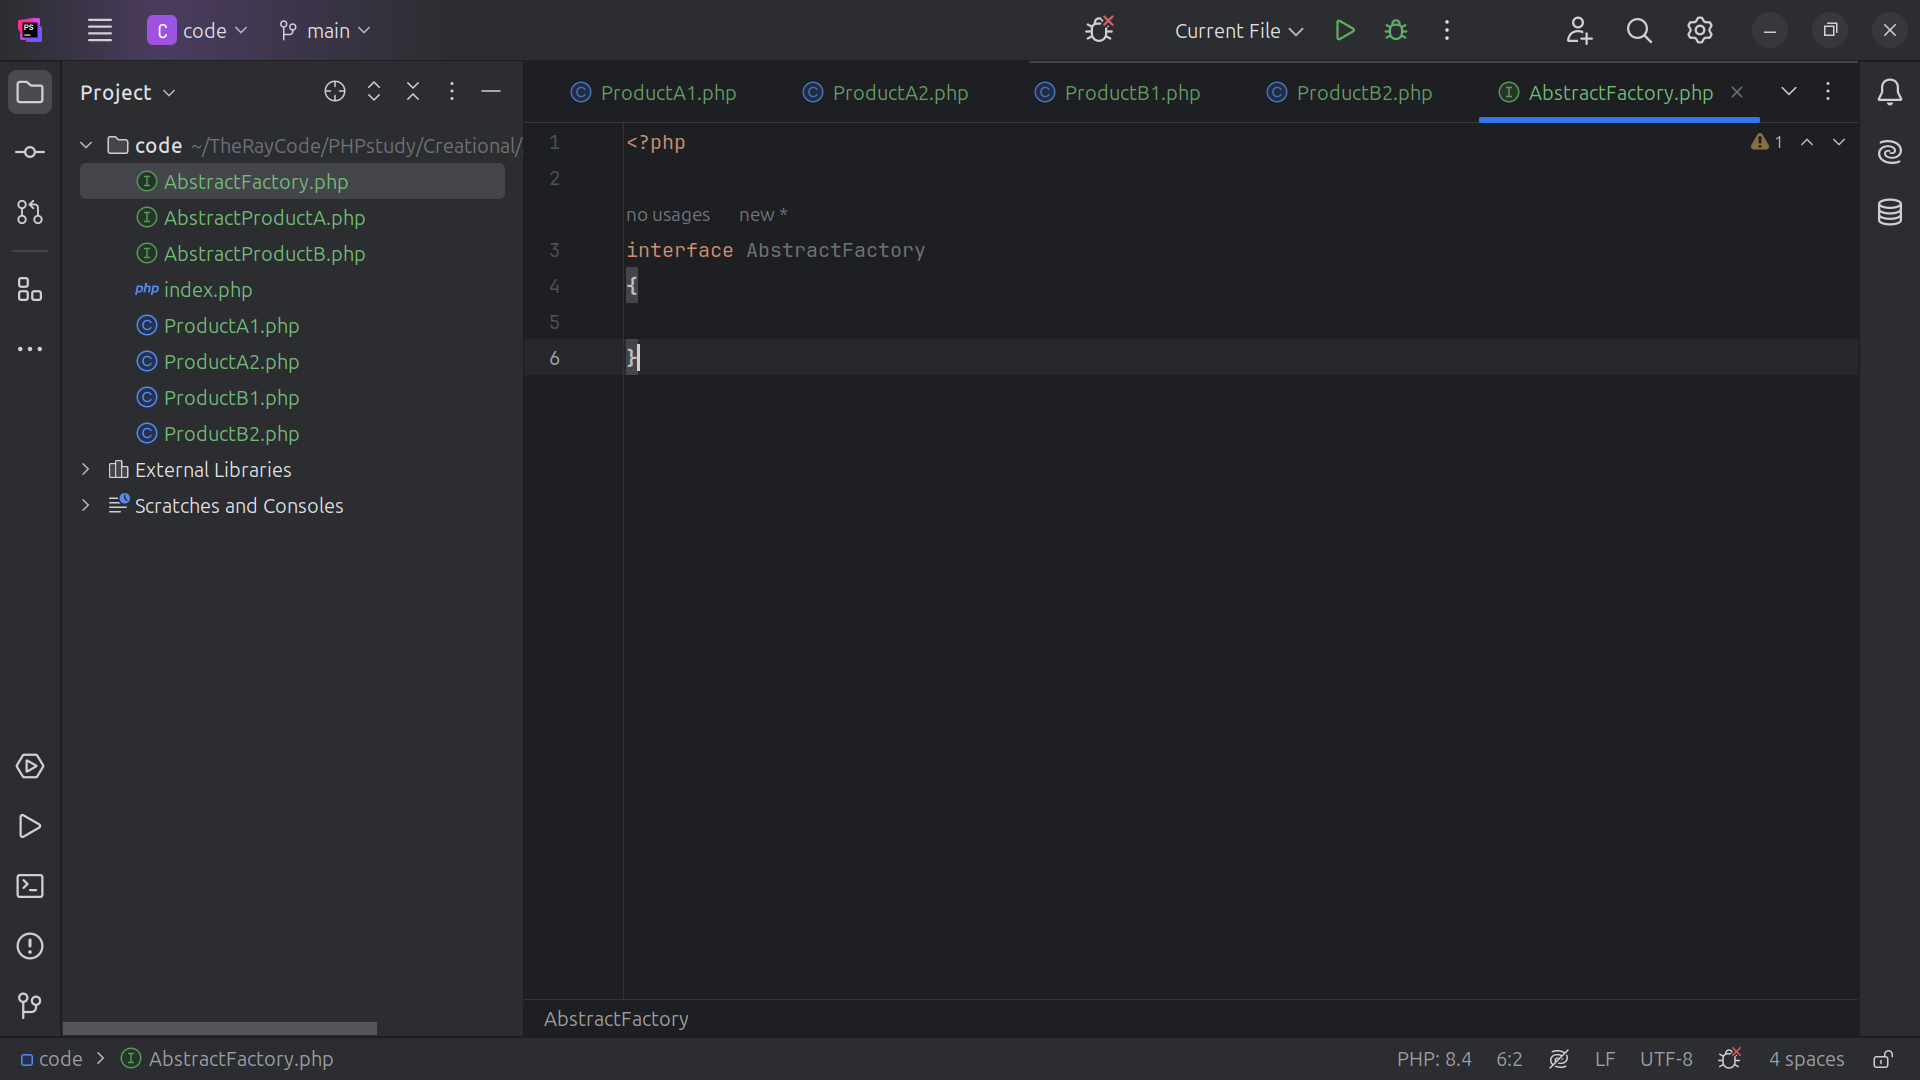 PS
C code main
Current File
Project
ProductA1.php ProductA2.php ProductB1.php ProductB2.php AbstractFactory.php
code ~/TheRayCode/PHPstudy/Creational/
AbstractFactory.php
AbstractProductA.php
AbstractProductB.php
php index.php
ProductA1.php
ProductA2.php
ProductB1.php
ProductB2.php
External Libraries
Scratches and Consoles
1 <?php
1
2
no usages new *
3 interface AbstractFactory
4 {
5
6 }
AbstractFactory
code > AbstractFactory.php
PHP: 8.4 6:2 LF UTF-8 4 spaces